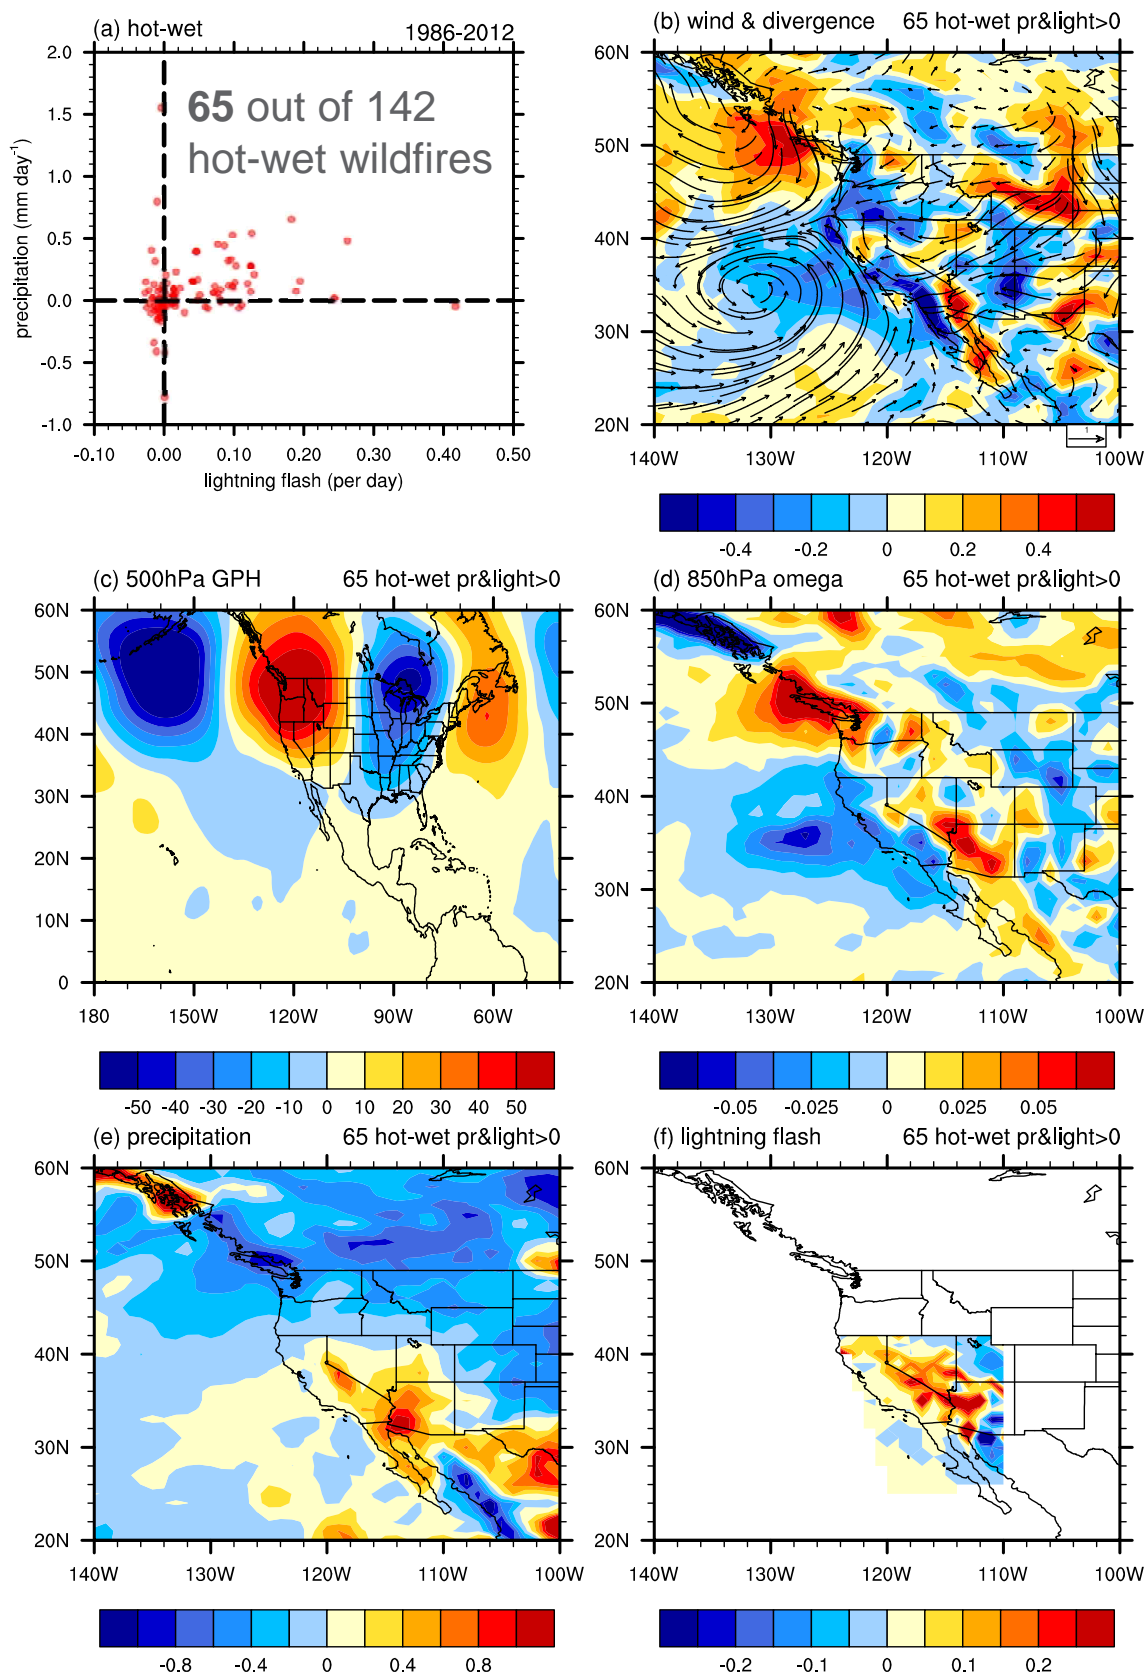 (a) hot-wet 1986-2012
2.0
1.5
1.0
0.5
0.0
-0.5
-1.0
precipitation (mm day-1)
65 out of 142
hot-wet wildfires
-0.10 0.00 0.10 0.20 0.30 0.40 0.50
lightning flash (per day)
(b) wind & divergence 65 hot-wet pr&light>0
60N
50N
40N
30N
20N
1
140W 130W 120W 110W 100W
-0.4 -0.2 0 0.2 0.4
(c) 500hPa GPH 65 hot-wet pr&light>0
60N
50N
40N
30N
20N
10N
0
180 150W 120W 90W 60W
-50 -40 -30 -20 -10 0 10 20 30 40 50
(d) 850hPa omega 65 hot-wet pr&light>0
60N
50N
40N
30N
20N
140W 130W 120W 110W 100W
-0.05 -0.025 0 0.025 0.05
(e) precipitation 65 hot-wet pr&light>0
60N
50N
40N
30N
20N
140W 130W 120W 110W 100W
-0.8 -0.4 0 0.4 0.8
(f) lightning flash 65 hot-wet pr&light>0
60N
50N
40N
30N
20N
140W 130W 120W 110W 100W
-0.2 -0.1 0 0.1 0.2